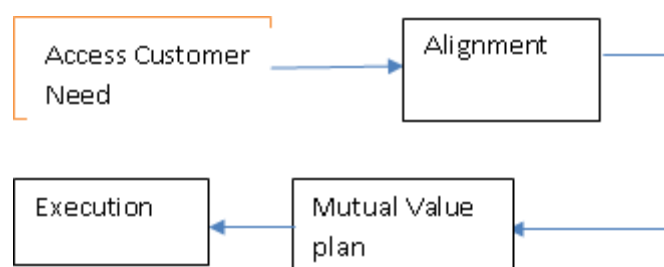 Access Customer
Need
Alignment
Mutual Value
plan
Execution